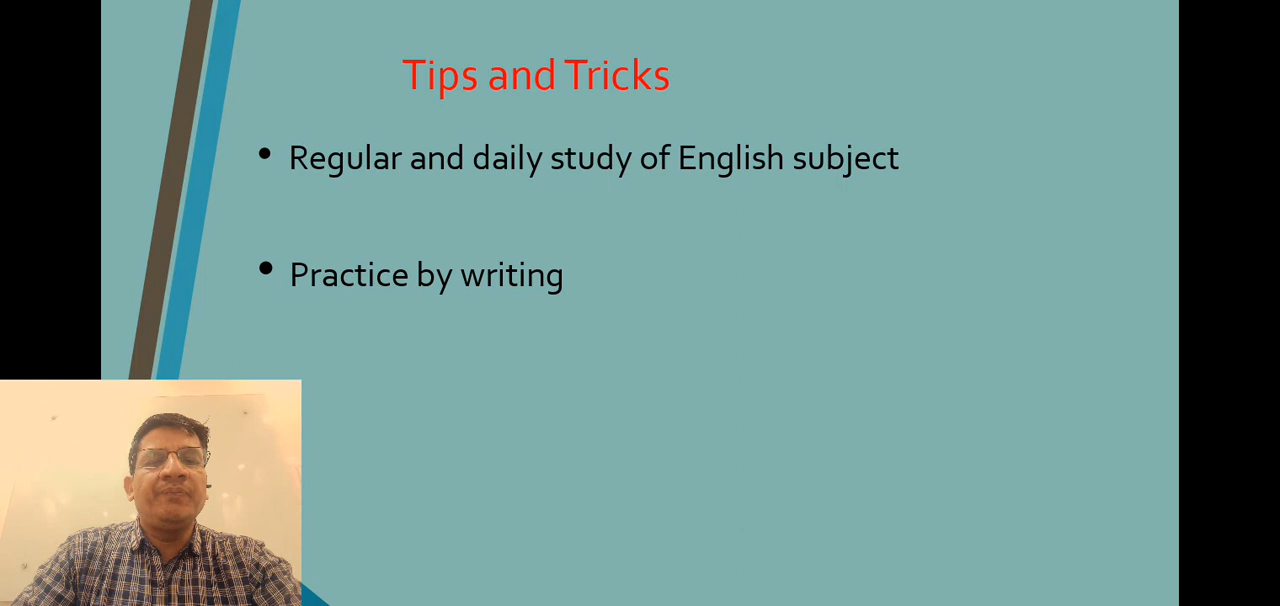 Tips and Tricks
• Regular and daily study of English subject
• Practice by writing